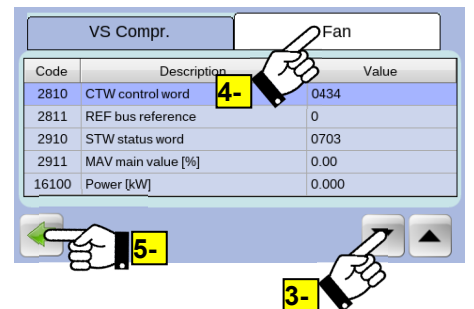 VS Compr. Fan
Code Description Value
2810 CTW control word 0434
2811 REF bus reference 0
2910 STW status word 0703
2911 MAV main value [%] 0.00
16100 Power [kW] 0.000
4-
5-
3-